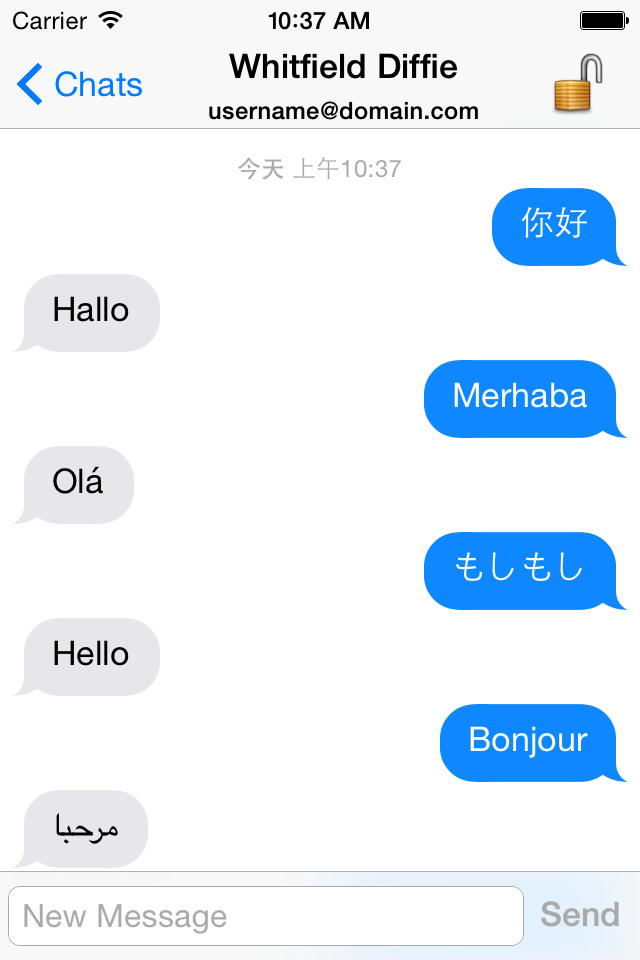 Carrier 10:37 AM
Chats
Whitfield Diffie
username@domain.com
今天 上午10:37
你好
Hallo
Merhaba
Olá
もしもし
Hello
Bonjour
مرحبا
New Message
Send